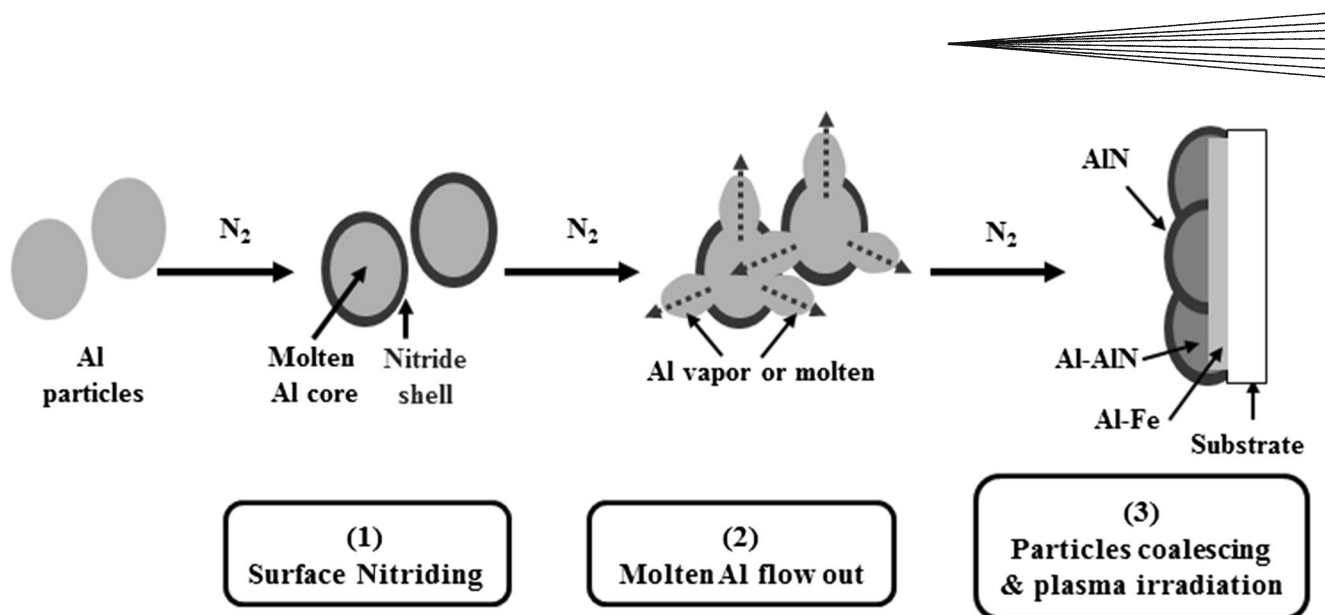 Al
particles
N₂
Molten
Al core
Nitride
shell
N₂
Al vapor or molten
N₂
AlN
Al-AlN
Al-Fe
Substrate
(1)
Surface Nitriding
(2)
Molten Al flow out
(3)
Particles coalescing
& plasma irradiation